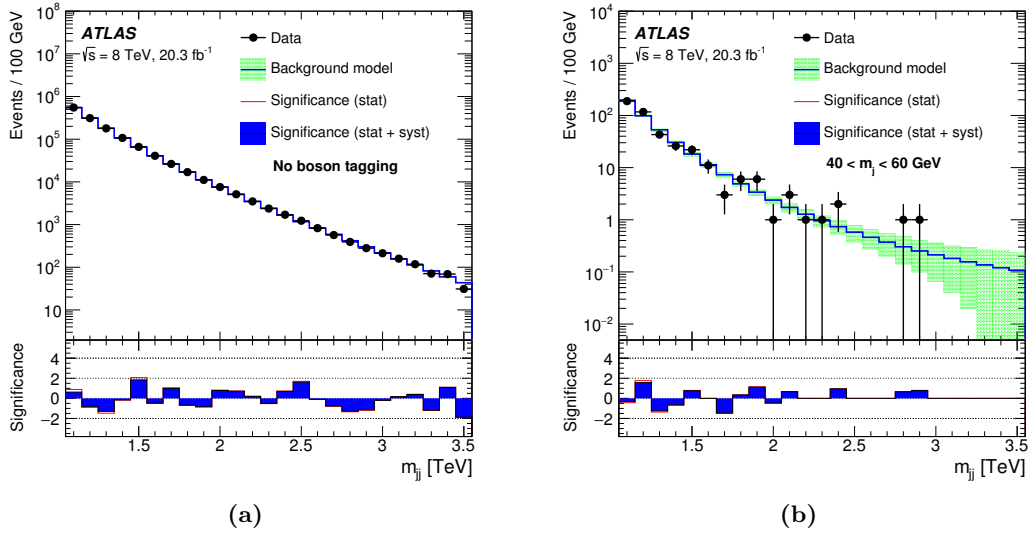 ATLAS
√s = 8 TeV, 20.3 fb⁻¹
Data
Background model
Significance (stat)
Significance (stat + syst)
No boson tagging
Events / 100 GeV
10⁸
10⁷
10⁶
10⁵
10⁴
10³
10²
10
Significance
4
2
0
−2
1.5 2 2.5 3 3.5
m_jj [TeV]
(a)
ATLAS
√s = 8 TeV, 20.3 fb⁻¹
Data
Background model
Significance (stat)
Significance (stat + syst)
40 < m_j < 60 GeV
Events / 100 GeV
10⁴
10³
10²
10
1
10⁻¹
10⁻²
Significance
4
2
0
−2
1.5 2 2.5 3 3.5
m_jj [TeV]
(b)